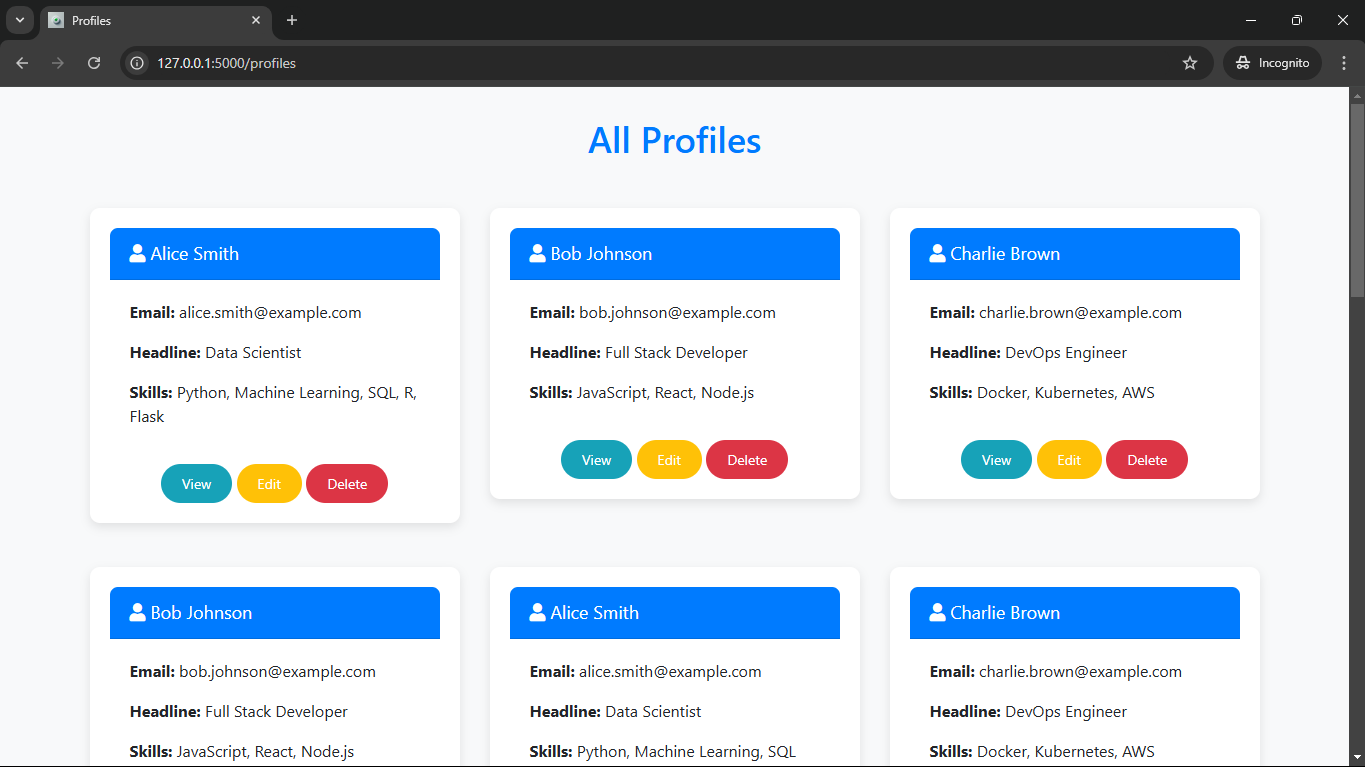 Profiles
127.0.0.1:5000/profiles
Incognito
All Profiles
Alice Smith
Email: alice.smith@example.com
Headline: Data Scientist
Skills: Python, Machine Learning, SQL, R,
Flask
View Edit Delete
Bob Johnson
Email: bob.johnson@example.com
Headline: Full Stack Developer
Skills: JavaScript, React, Node.js
View Edit Delete
Charlie Brown
Email: charlie.brown@example.com
Headline: DevOps Engineer
Skills: Docker, Kubernetes, AWS
View Edit Delete
Bob Johnson
Email: bob.johnson@example.com
Headline: Full Stack Developer
Skills: JavaScript, React, Node.js
Alice Smith
Email: alice.smith@example.com
Headline: Data Scientist
Skills: Python, Machine Learning, SQL
Charlie Brown
Email: charlie.brown@example.com
Headline: DevOps Engineer
Skills: Docker, Kubernetes, AWS